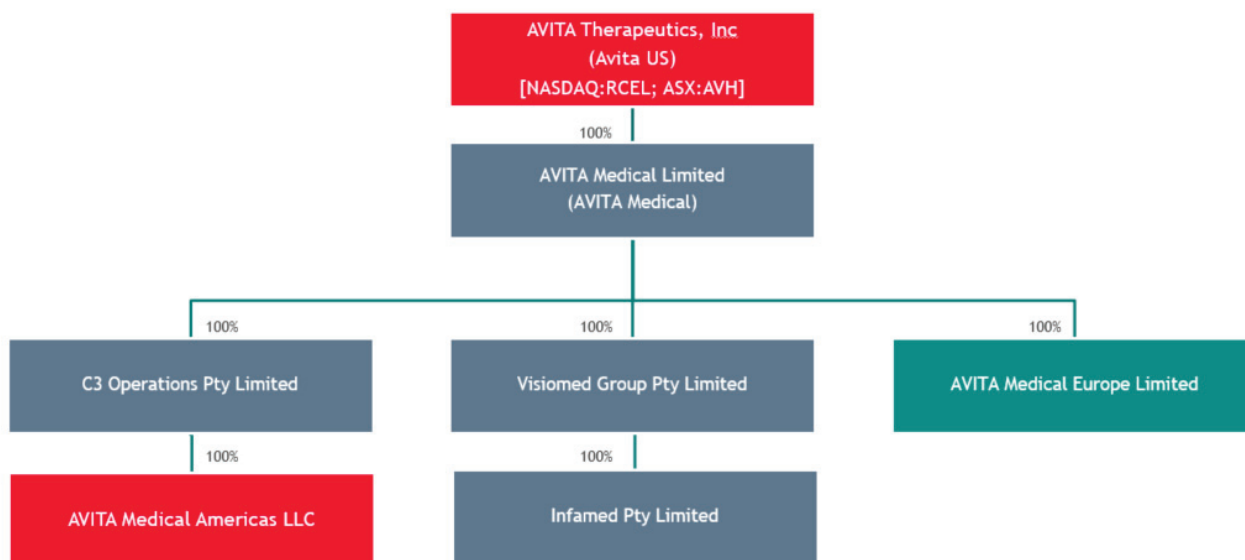 AVITA Therapeutics, Inc
(Avita US)
[NASDAQ:RCEL; ASX:AVH]
100%
AVITA Medical Limited
(AVITA Medical)
100%
100%
100%
C3 Operations Pty Limited
Visiomed Group Pty Limited
AVITA Medical Europe Limited
100%
100%
AVITA Medical Americas LLC
Infamed Pty Limited